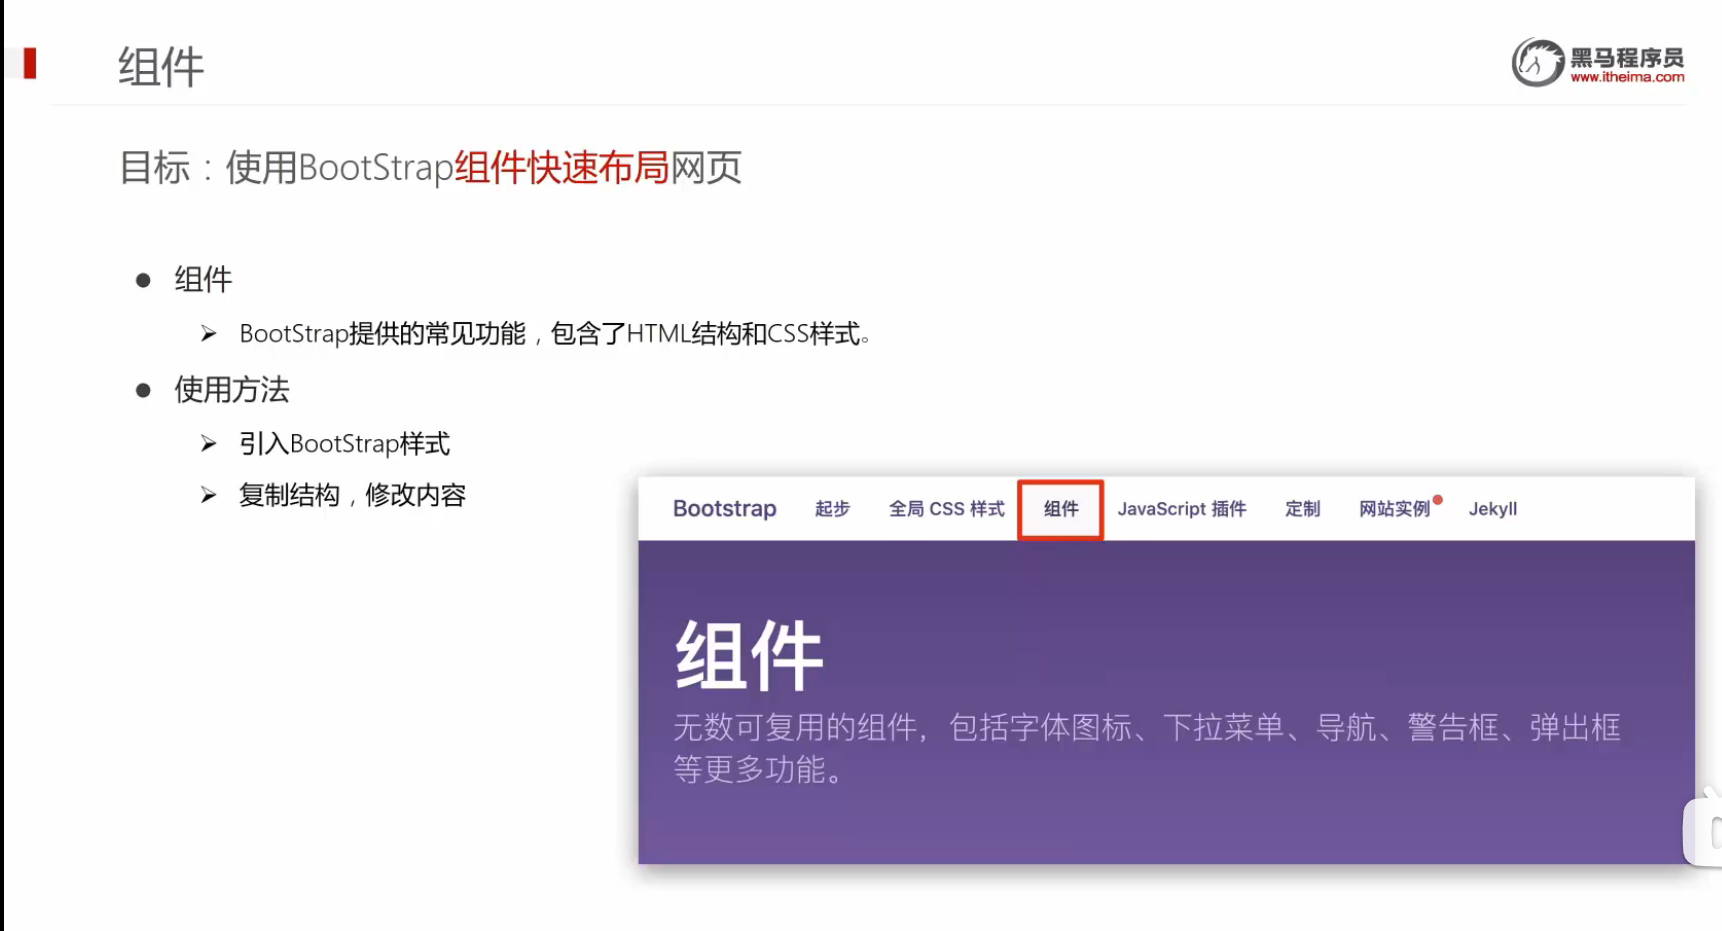 组件
黑马程序员
www.itheima.com
目标：使用BootStrap组件快速布局网页
组件
BootStrap提供的常见功能，包含了HTML结构和CSS样式。
使用方法
引入BootStrap样式
复制结构，修改内容
Bootstrap 起步 全局 CSS 样式 组件 JavaScript 插件 定制 网站实例 Jekyll
组件
无数可复用的组件，包括字体图标、下拉菜单、导航、警告框、弹出框
等更多功能。